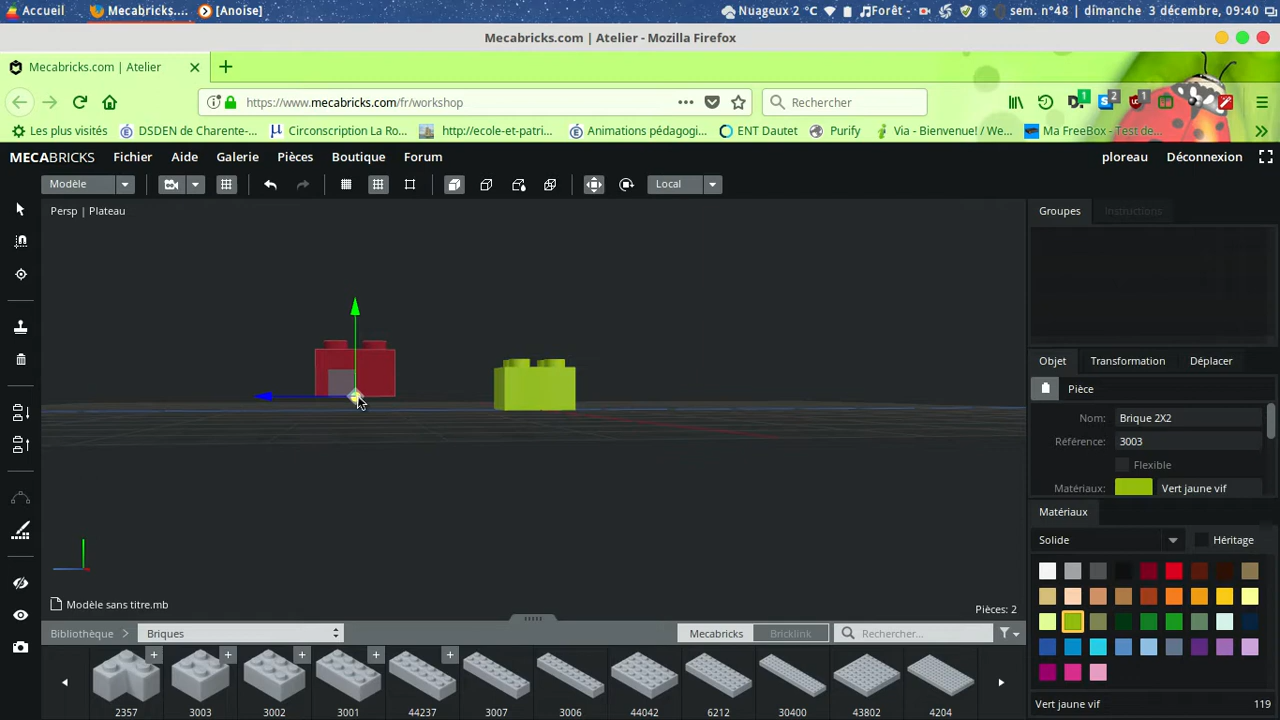 Accueil Mecabricks.... [Anoise] Nuageux 2 °C Forêt sem. n°48 | dimanche 3 décembre, 09:40
Mecabricks.com | Atelier - Mozilla Firefox
Mecabricks.com | Atelier
https://www.mecabricks.com/fr/workshop Rechercher 1 2 1
Les plus visités DSDEN de Charente-... Circonscription La Ro... http://ecole-et-patri... Animations pédagogi... ENT Dautet Purify Via - Bienvenue! / We... Ma FreeBox - Test de...
MECABRICKS Fichier Aide Galerie Pièces Boutique Forum ploreau Déconnexion
Modèle Local
Persp | Plateau Groupes Instructions
Objet Transformation Déplacer
Pièce
Nom: Brique 2X2
Référence: 3003
Flexible
Matériaux: Vert jaune vif
Matériaux
Solide Héritage
Modèle sans titre.mb Pièces: 2
Bibliothèque Briques Mecabricks Bricklink Rechercher...
2357 3003 3002 3001 44237 3007 3006 44042 6212 30400 43802 4204
Vert jaune vif 119